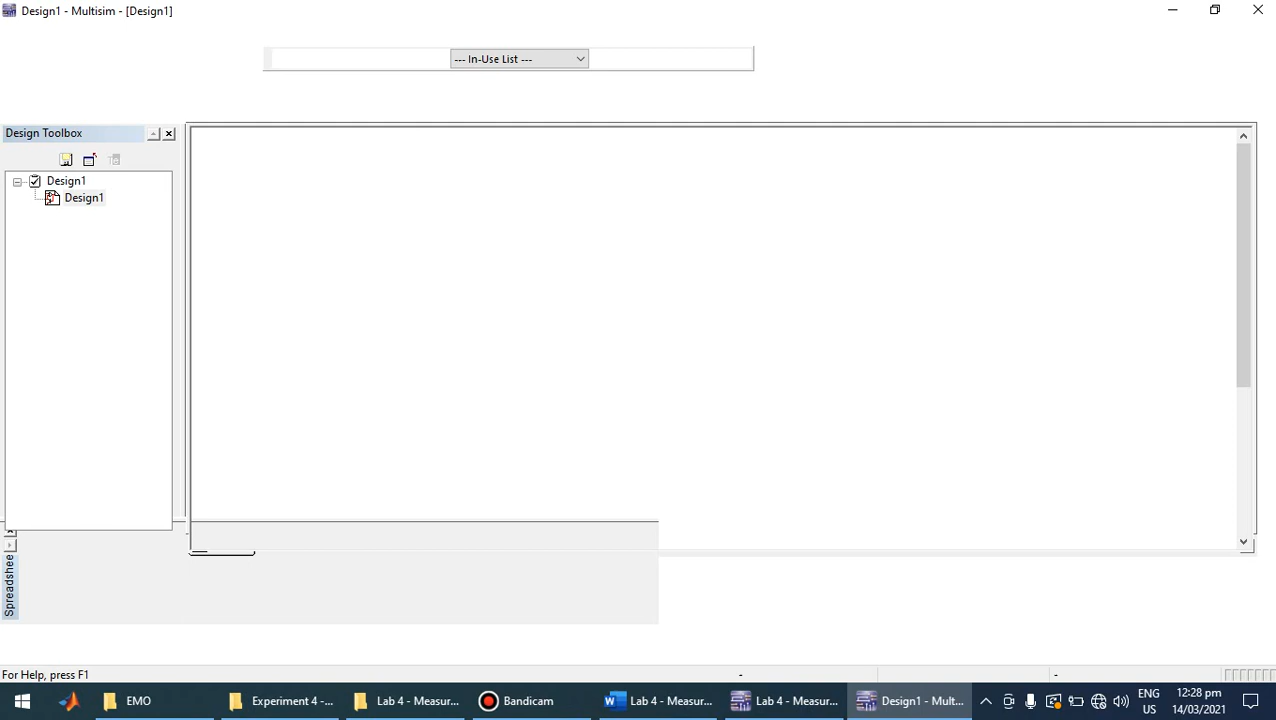 Design1 - Multisim - [Design1]
--- In-Use List ---
Design Toolbox
Design1
Design1
Spreadshee
For Help, press F1
-
-
EMO
Experiment 4 -...
Lab 4 - Measur...
Bandicam
Lab 4 - Measur...
Lab 4 - Measur...
Design1 - Mult...
ENG
US
12:28 pm
14/03/2021